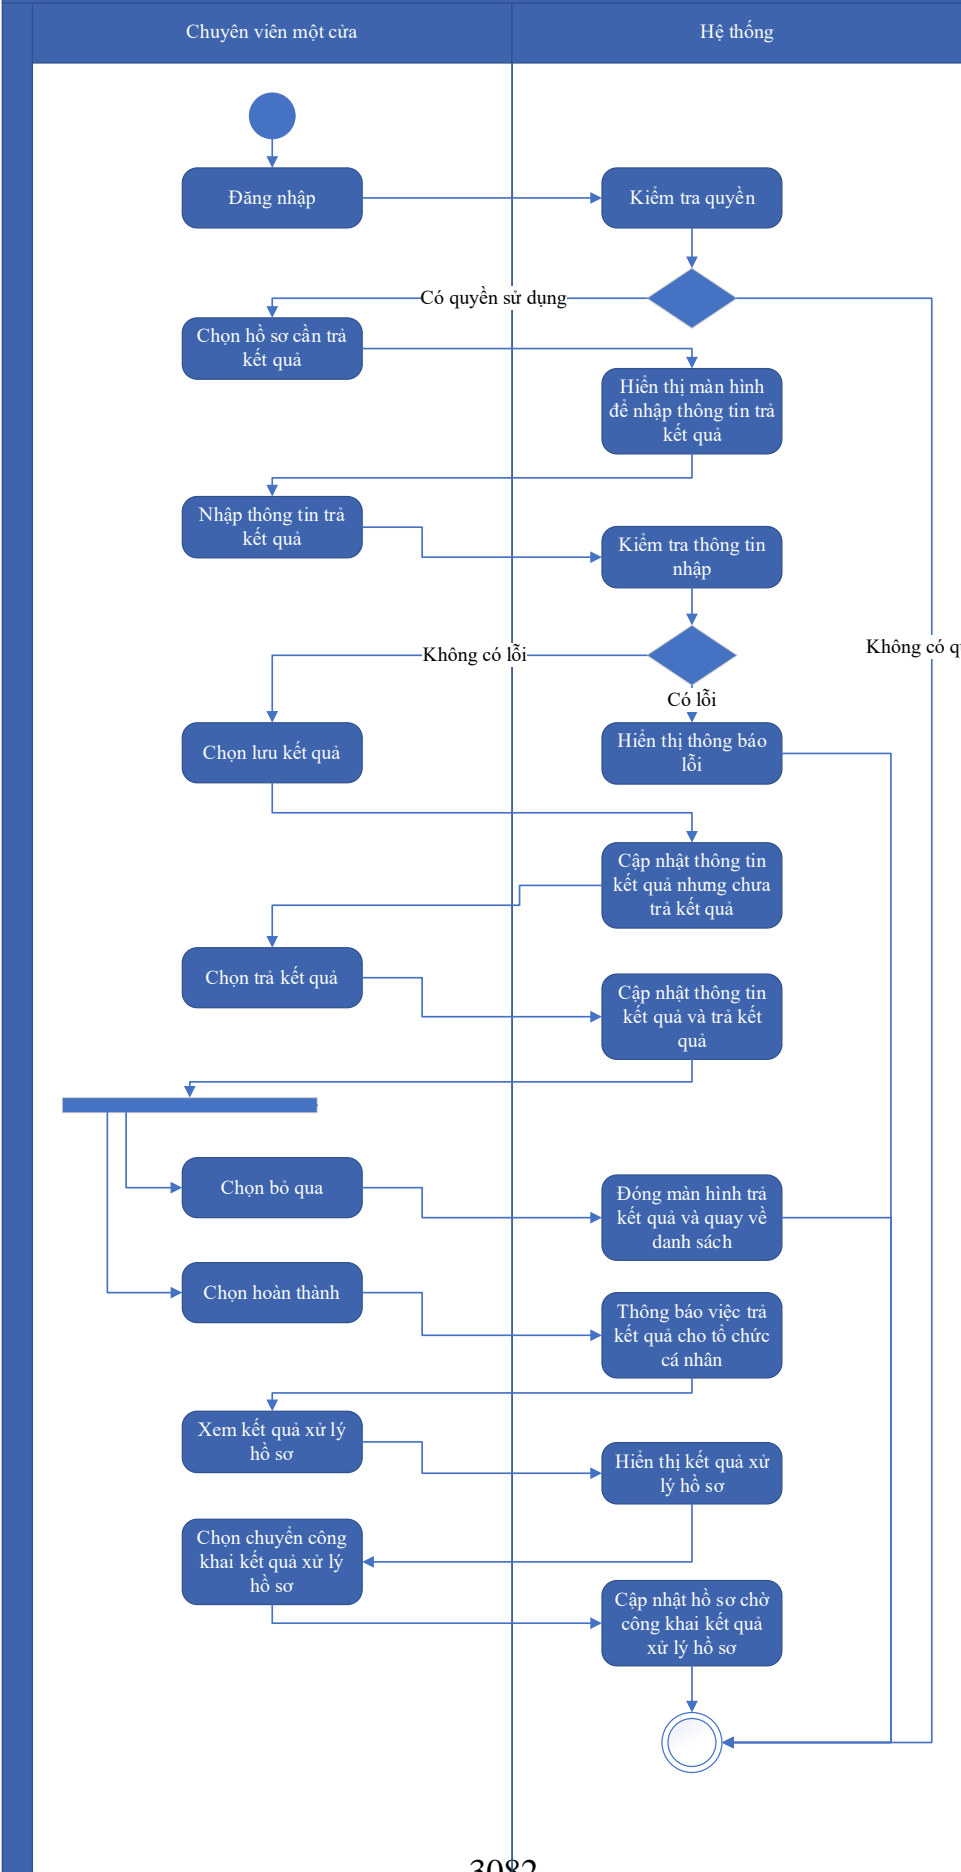 Chuyên viên một cửa
Hệ thống
Đăng nhập
Kiểm tra quyền
Có quyền sử dụng
Chọn hồ sơ cần trả
kết quả
Hiển thị màn hình
để nhập thông tin trả
kết quả
Nhập thông tin trả
kết quả
Kiểm tra thông tin
nhập
Không có lỗi
Không có
Có lỗi
Chọn lưu kết quả
Hiển thị thông báo
lỗi
Cập nhật thông tin
kết quả nhưng chưa
trả kết quả
Chọn trả kết quả
Cập nhật thông tin
kết quả và trả kết
quả
Chọn bỏ qua
Đóng màn hình trả
kết quả và quay về
danh sách
Chọn hoàn thành
Thông báo việc trả
kết quả cho tổ chức
cá nhân
Xem kết quả xử lý
hồ sơ
Hiển thị kết quả xử
lý hồ sơ
Chọn chuyển công
khai kết quả xử lý
hồ sơ
Cập nhật hồ sơ chờ
công khai kết quả
xử lý hồ sơ
3082